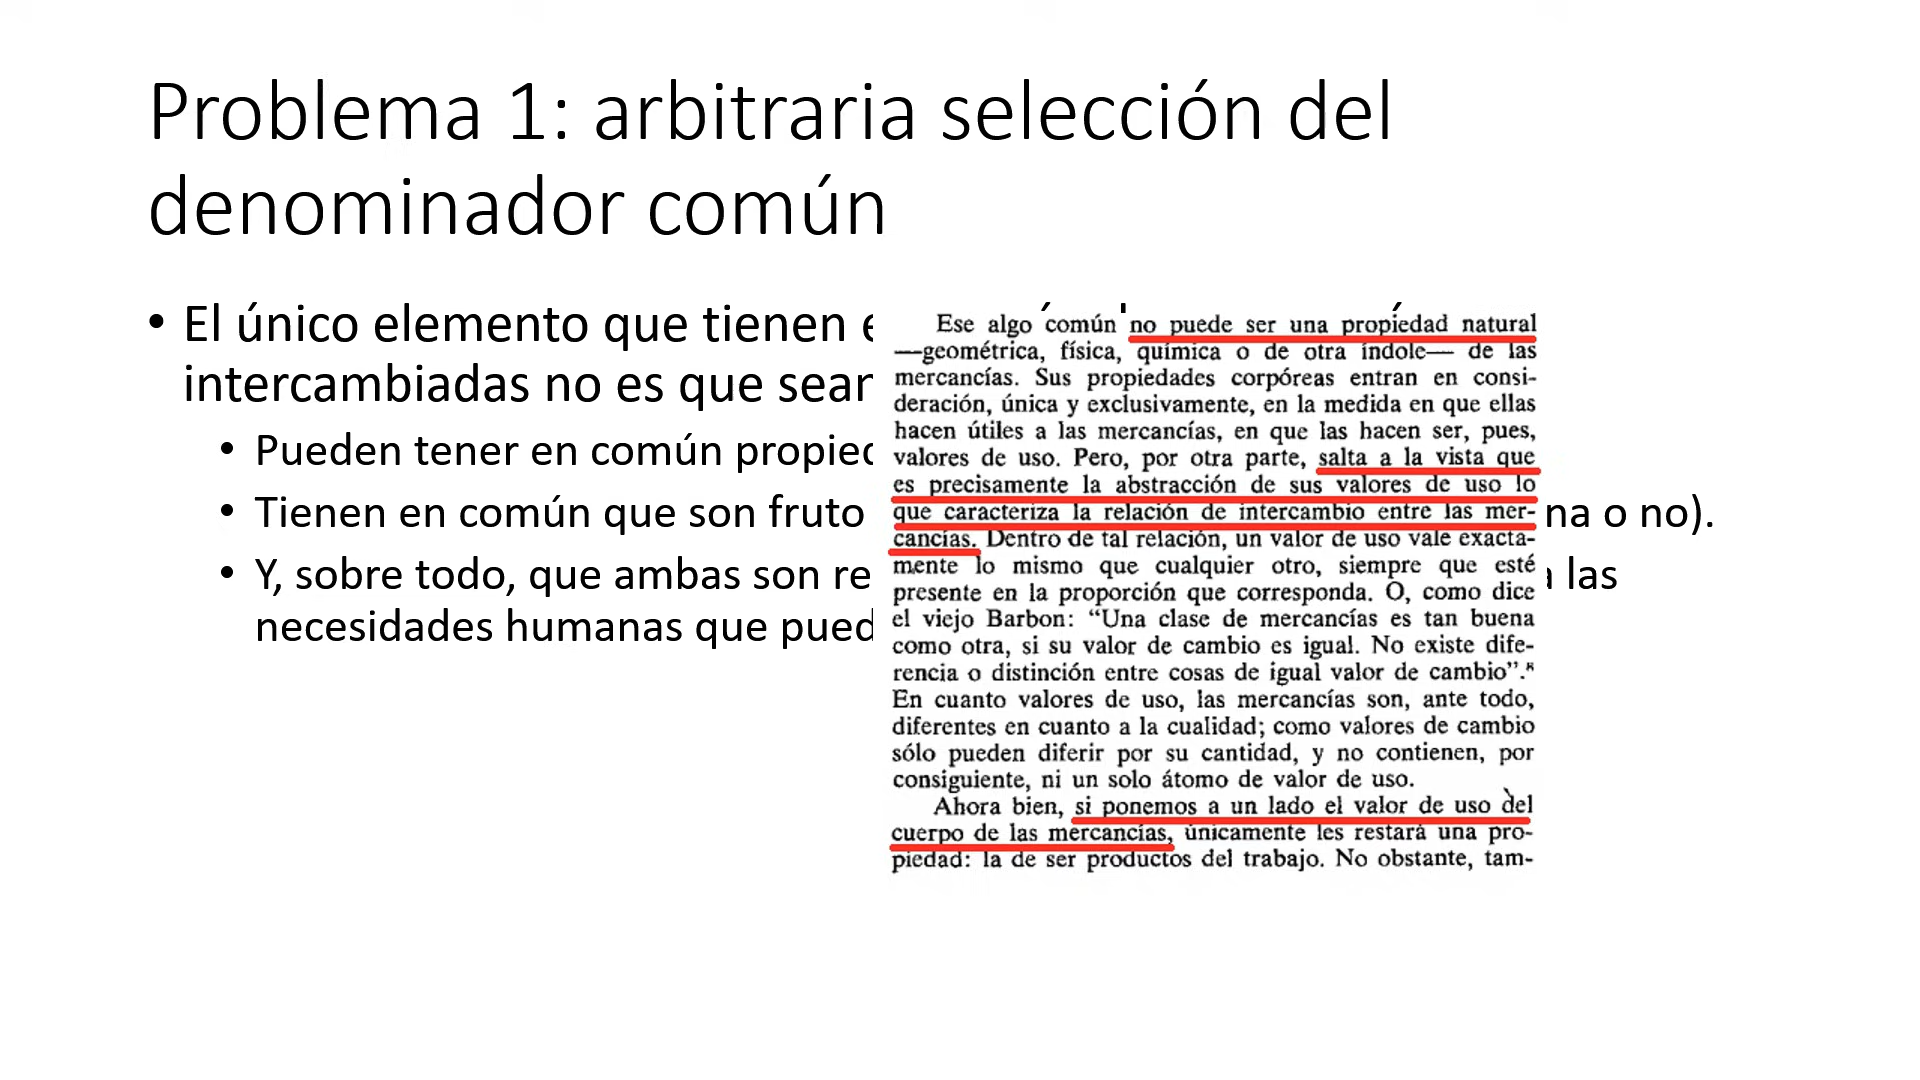 Problema 1: arbitraria selección del
denominador común
• El único elemento que tienen
intercambiadas no es que
• Pueden tener en común
• Tienen en común que son fruto
na o no).
• Y, sobre todo, que ambas son
las
necesidades humanas que
Ese algo común no puede ser una propiedad natural
—geométrica, física, química o de otra índole— de las
mercancías. Sus propiedades corpóreas entran en consi-
deración, única y exclusivamente, en la medida en que ellas
hacen útiles a las mercancías, en que las hacen ser, pues,
valores de uso. Pero, por otra parte, salta a la vista que
es precisamente la abstracción de sus valores de uso lo
que caracteriza la relación de intercambio entre las mer-
cancías. Dentro de tal relación, un valor de uso vale exacta-
mente lo mismo que cualquier otro, siempre que esté
presente en la proporción que corresponda. O, como dice
el viejo Barbon: “Una clase de mercancías es tan buena
como otra, si su valor de cambio es igual. No existe dife-
rencia o distinción entre cosas de igual valor de cambio”.⁸
En cuanto valores de uso, las mercancías son, ante todo,
diferentes en cuanto a la cualidad; como valores de cambio
sólo pueden diferir por su cantidad, y no contienen, por
consiguiente, ni un solo átomo de valor de uso.
Ahora bien, si ponemos a un lado el valor de uso del
cuerpo de las mercancías, únicamente les restará una pro-
piedad: la de ser productos del trabajo. No obstante, tam-